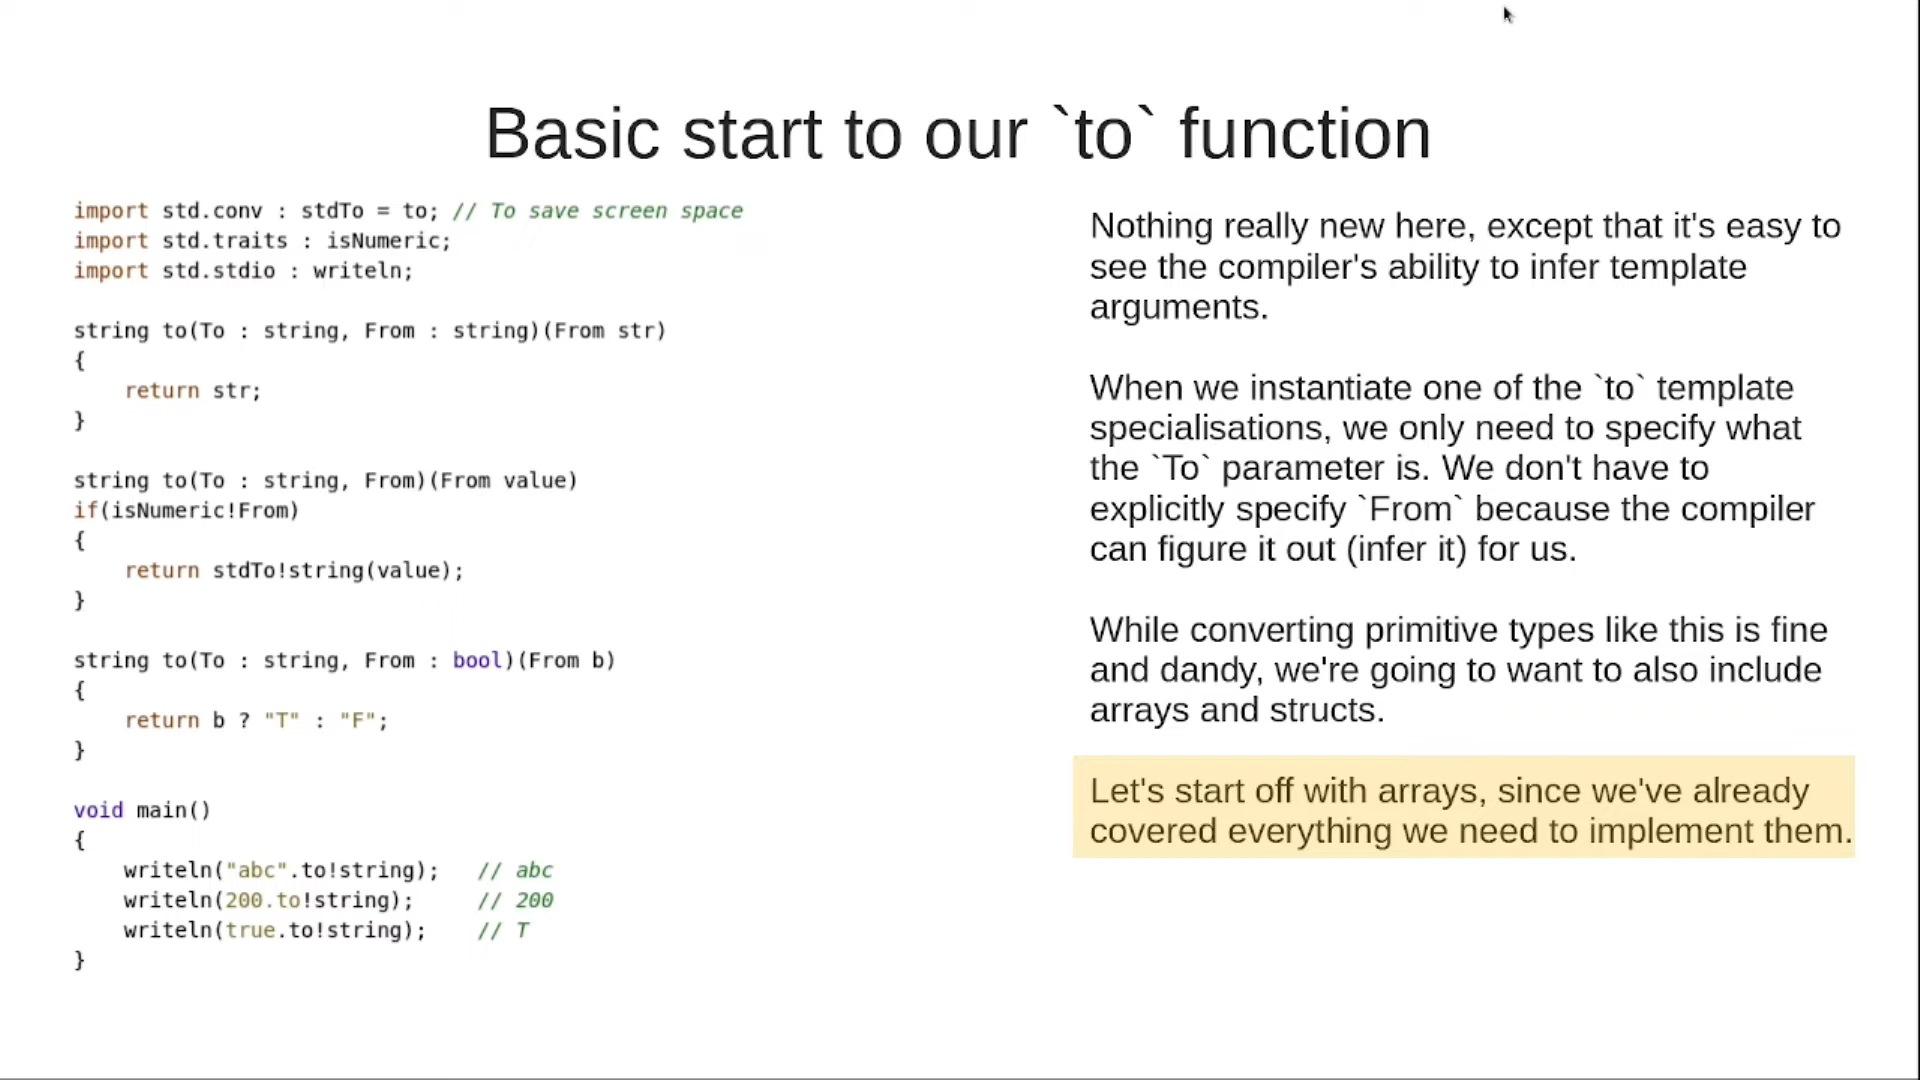 Basic start to our `to` function
import std.conv : stdTo = to; // To save screen space
import std.traits : isNumeric;
import std.stdio : writeln;
string to(To : string, From : string)(From str)
{
    return str;
}
string to(To : string, From)(From value)
if(isNumeric!From)
{
    return stdTo!string(value);
}
string to(To : string, From : bool)(From b)
{
    return b ? "T" : "F";
}
void main()
{
    writeln("abc".to!string);   // abc
    writeln(200.to!string);     // 200
    writeln(true.to!string);    // T
}
Nothing really new here, except that it's easy to
see the compiler's ability to infer template
arguments.
When we instantiate one of the `to` template
specialisations, we only need to specify what
the `To` parameter is. We don't have to
explicitly specify `From` because the compiler
can figure it out (infer it) for us.
While converting primitive types like this is fine
and dandy, we're going to want to also include
arrays and structs.
Let's start off with arrays, since we've already
covered everything we need to implement them.